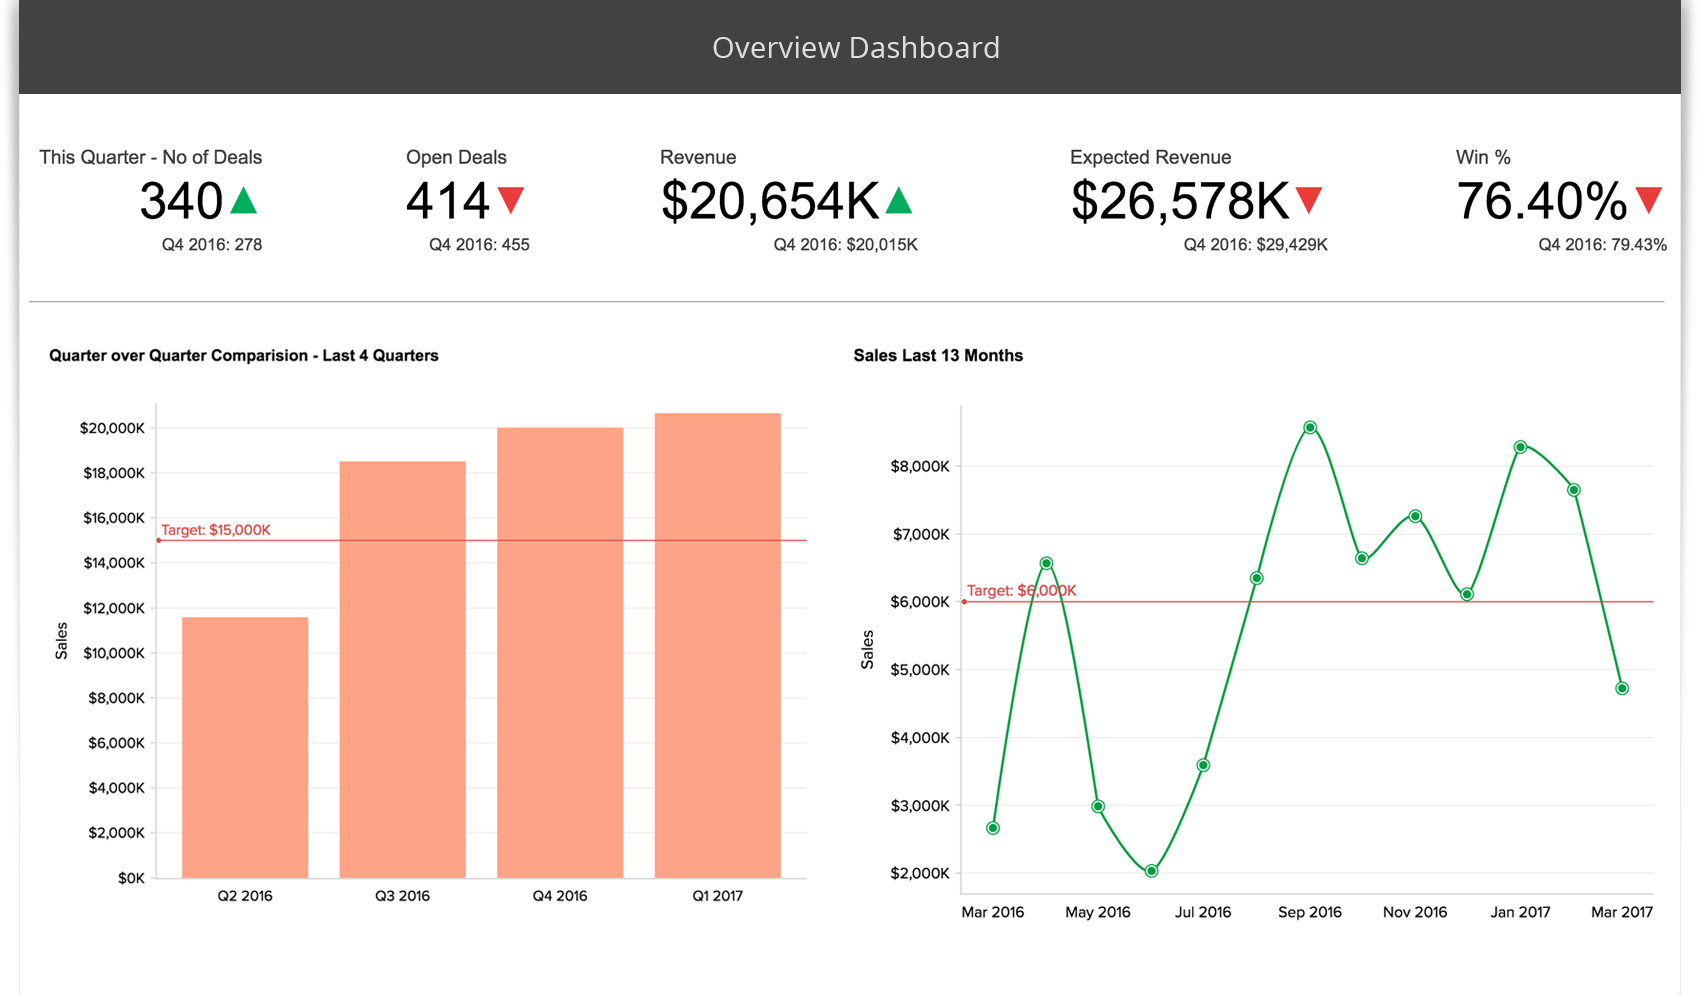 Overview Dashboard
This Quarter - No of Deals
340
Q4 2016: 278
Open Deals
414
Q4 2016: 455
Revenue
$20,654K
Q4 2016: $20,015K
Expected Revenue
$26,578K
Q4 2016: $29,429K
Win %
76.40%
Q4 2016: 79.43%
Quarter over Quarter Comparision - Last 4 Quarters
$20,000K
$18,000K
$16,000K
Target: $15,000K
$14,000K
$12,000K
$10,000K
$8,000K
$6,000K
$4,000K
$2,000K
$0K
Sales
Q2 2016
Q3 2016
Q4 2016
Q1 2017
Sales Last 13 Months
$8,000K
$7,000K
Target: $6,000K
$6,000K
$5,000K
$4,000K
$3,000K
$2,000K
Sales
Mar 2016
May 2016
Jul 2016
Sep 2016
Nov 2016
Jan 2017
Mar 2017